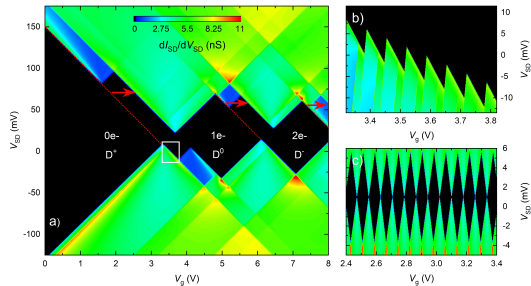 a)
150
100
50
0
-50
-100
V_SD (mV)
0 1 2 3 4 5 6 7 8
V_g (V)
0 2.75 5.5 8.25 11
dI_SD/dV_SD (nS)
0e- 1e- 2e-
D⁺ D⁰ D⁻
b)
10
5
0
-5
-10
V_SD (mV)
3.4 3.5 3.6 3.7 3.8
V_g (V)
c)
6
4
2
0
-2
-4
V_SD (mV)
2.4 2.6 2.8 3.0 3.2 3.4
V_g (V)